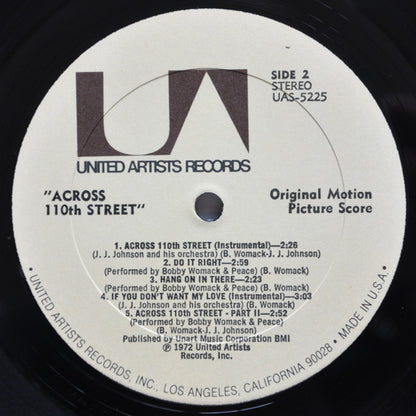 UA
SIDE 2
STEREO
UAS-5225
UNITED ARTISTS RECORDS
"ACROSS
110th STREET"
Original Motion
Picture Score
1. ACROSS 110th STREET (Instrumental)—2:26
(J. J. Johnson and his orchestra) (B. Womack-J. J. Johnson)
2. DO IT RIGHT—2:59
(Performed by Bobby Womack & Peace) (B. Womack)
3. HANG ON IN THERE—2:23
(Performed by Bobby Womack & Peace) (B. Womack)
4. IF YOU DON'T WANT MY LOVE (Instrumental)—3:03
(J. J. Johnson and his orchestra) (B. Womack)
5. ACROSS 110th STREET - PART II—2:52
(Performed by Bobby Womack & Peace)
(B. Womack-J. J. Johnson)
Published by Unart Music Corporation BMI
℗ 1972 United Artists
Records, Inc.
• UNITED ARTISTS RECORDS, INC., LOS ANGELES, CALIFORNIA 90028 • MADE IN U.S.A. •